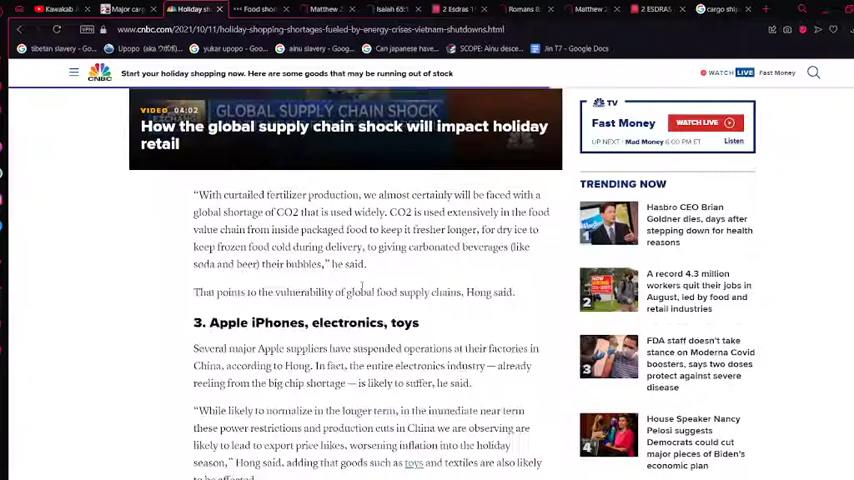 Kawakab
Major carg
Holiday sh
Food shor
Matthew 2
Isaiah 65:1
2 Esdras 1
Romans 8:
Matthew 2
2 ESDRAS
cargo ship
VPN
www.cnbc.com/2021/10/11/holiday-shopping-shortages-fueled-by-energy-crises-vietnam-shutdowns.html
tibetan slavery - Go...
Upopo
yukar upopo - Goo...
ainu slavery - Goo...
Can japanese have...
SCOPE: Ainu descen...
Jin T7 - Google Docs
CNBC
Start your holiday shopping now. Here are some goods that may be running out of stock
WATCH LIVE Fast Money
EXCHANGE
GLOBAL SUPPLY CHAIN SHOCK
VIDEO 04:02
How the global supply chain shock will impact holiday
retail
“With curtailed fertilizer production, we almost certainly will be faced with a
global shortage of CO2 that is used widely. CO2 is used extensively in the food
value chain from inside packaged food to keep it fresher longer, for dry ice to
keep frozen food cold during delivery, to giving carbonated beverages (like
soda and beer) their bubbles,” he said.
That points to the vulnerability of global food supply chains, Hong said.
3. Apple iPhones, electronics, toys
Several major Apple suppliers have suspended operations at their factories in
China, according to Hong. In fact, the entire electronics industry — already
reeling from the big chip shortage — is likely to suffer, he said.
“While likely to normalize in the longer term, in the immediate near term
these power restrictions and production cuts in China we are observing are
likely to lead to export price hikes, worsening inflation into the holiday
season,” Hong said, adding that goods such as toys and textiles are also likely
to be affected.
TV
Fast Money
WATCH LIVE
UP NEXT | Mad Money 6:00 PM ET
Listen
TRENDING NOW
1
Hasbro CEO Brian
Goldner dies, days after
stepping down for health
reasons
2
A record 4.3 million
workers quit their jobs in
August, led by food and
retail industries
3
FDA staff doesn't take
stance on Moderna Covid
boosters, says two doses
protect against severe
disease
4
House Speaker Nancy
Pelosi suggests
Democrats could cut
major pieces of Biden's
economic plan